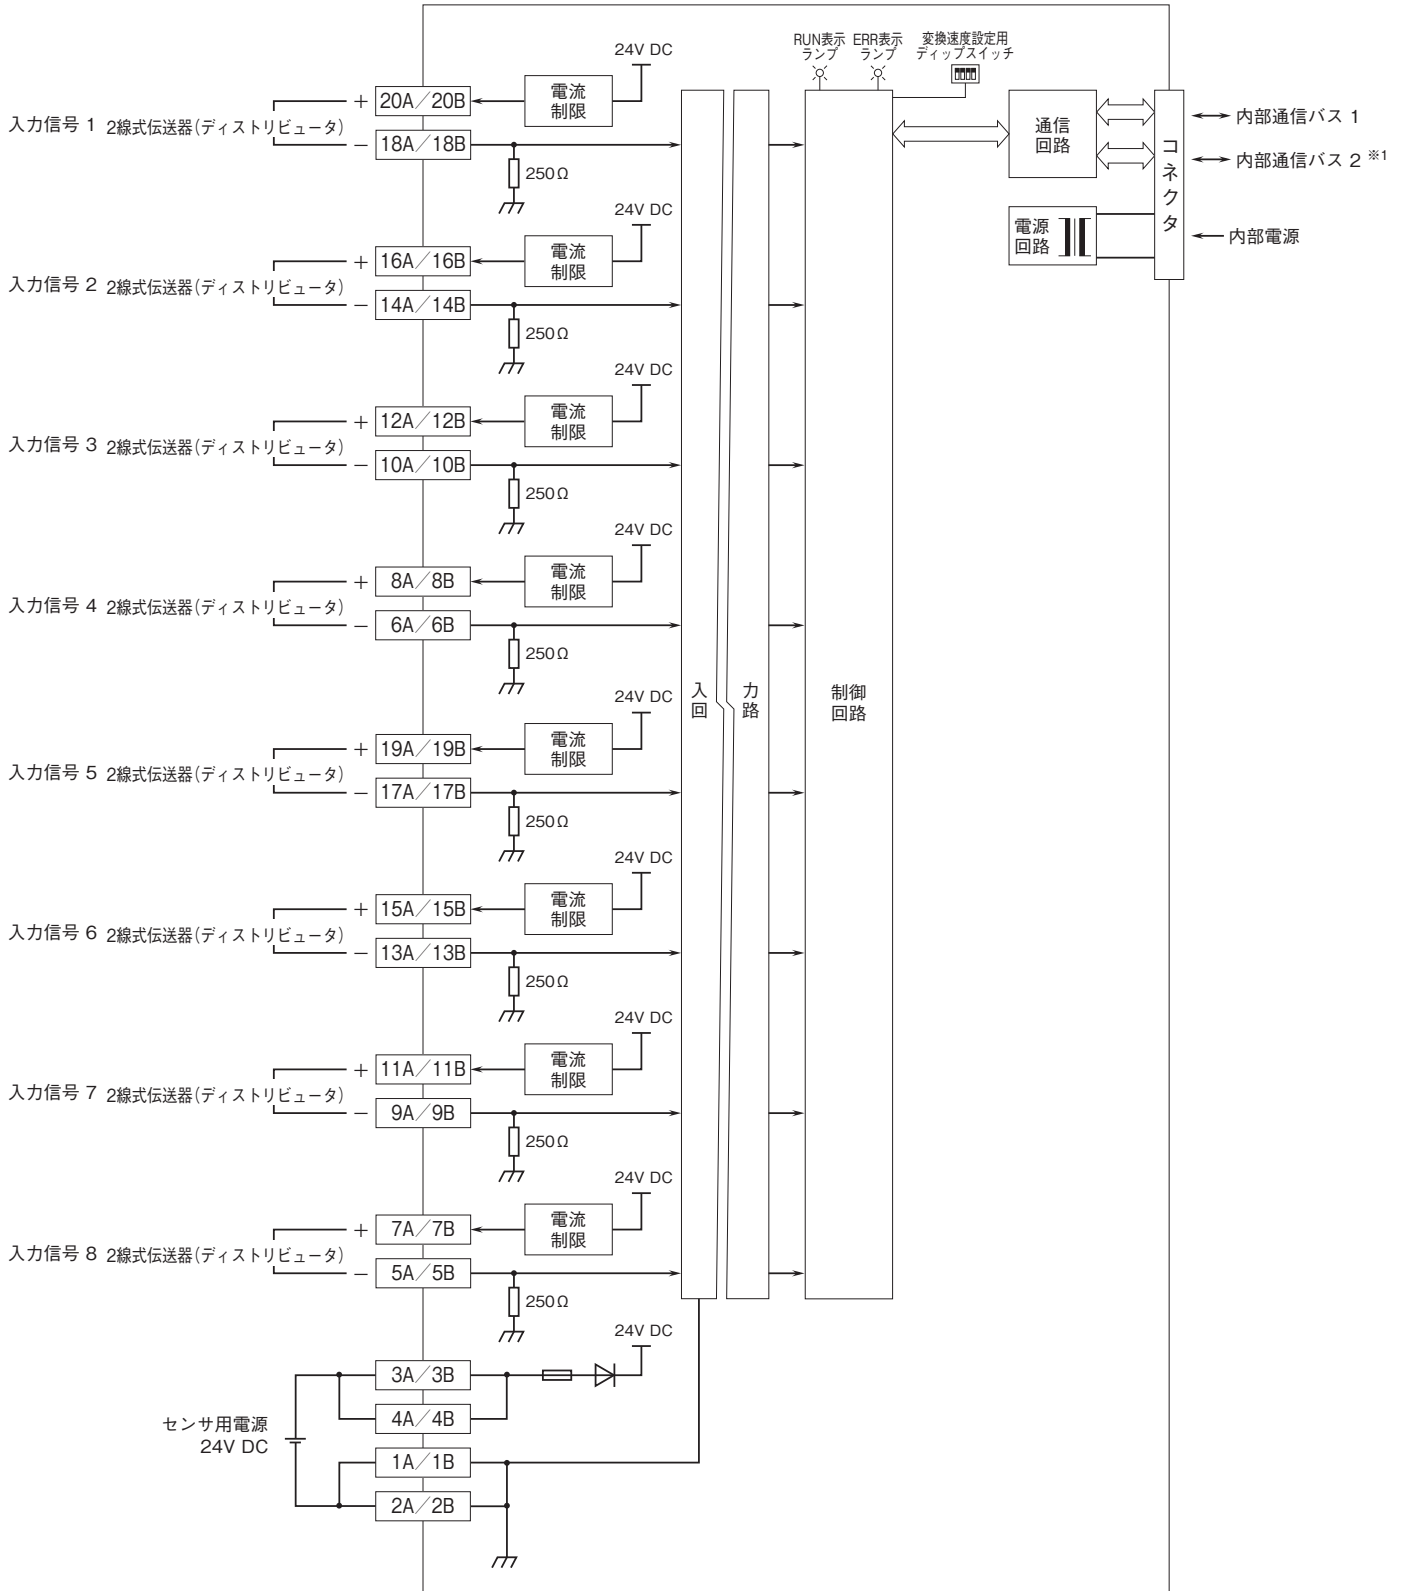 RUN表示
ランプ
ERR表示
ランプ
変換速度設定用
ディップスイッチ
24V DC
入力信号 1 2線式伝送器(ディストリビュータ)
+ 20A/20B
電流
制限
− 18A/18B
250Ω
24V DC
入力信号 2 2線式伝送器(ディストリビュータ)
+ 16A/16B
電流
制限
− 14A/14B
250Ω
24V DC
入力信号 3 2線式伝送器(ディストリビュータ)
+ 12A/12B
電流
制限
− 10A/10B
250Ω
24V DC
入力信号 4 2線式伝送器(ディストリビュータ)
+ 8A/8B
電流
制限
− 6A/6B
250Ω
24V DC
入力信号 5 2線式伝送器(ディストリビュータ)
+ 19A/19B
電流
制限
− 17A/17B
250Ω
24V DC
入力信号 6 2線式伝送器(ディストリビュータ)
+ 15A/15B
電流
制限
− 13A/13B
250Ω
24V DC
入力信号 7 2線式伝送器(ディストリビュータ)
+ 11A/11B
電流
制限
− 9A/9B
250Ω
24V DC
入力信号 8 2線式伝送器(ディストリビュータ)
+ 7A/7B
電流
制限
− 5A/5B
250Ω
24V DC
センサ用電源
24V DC
3A/3B
4A/4B
1A/1B
2A/2B
入力
回路
制御
回路
通信
回路
電源
回路
コネクタ
内部通信バス 1
内部通信バス 2 ※1
内部電源